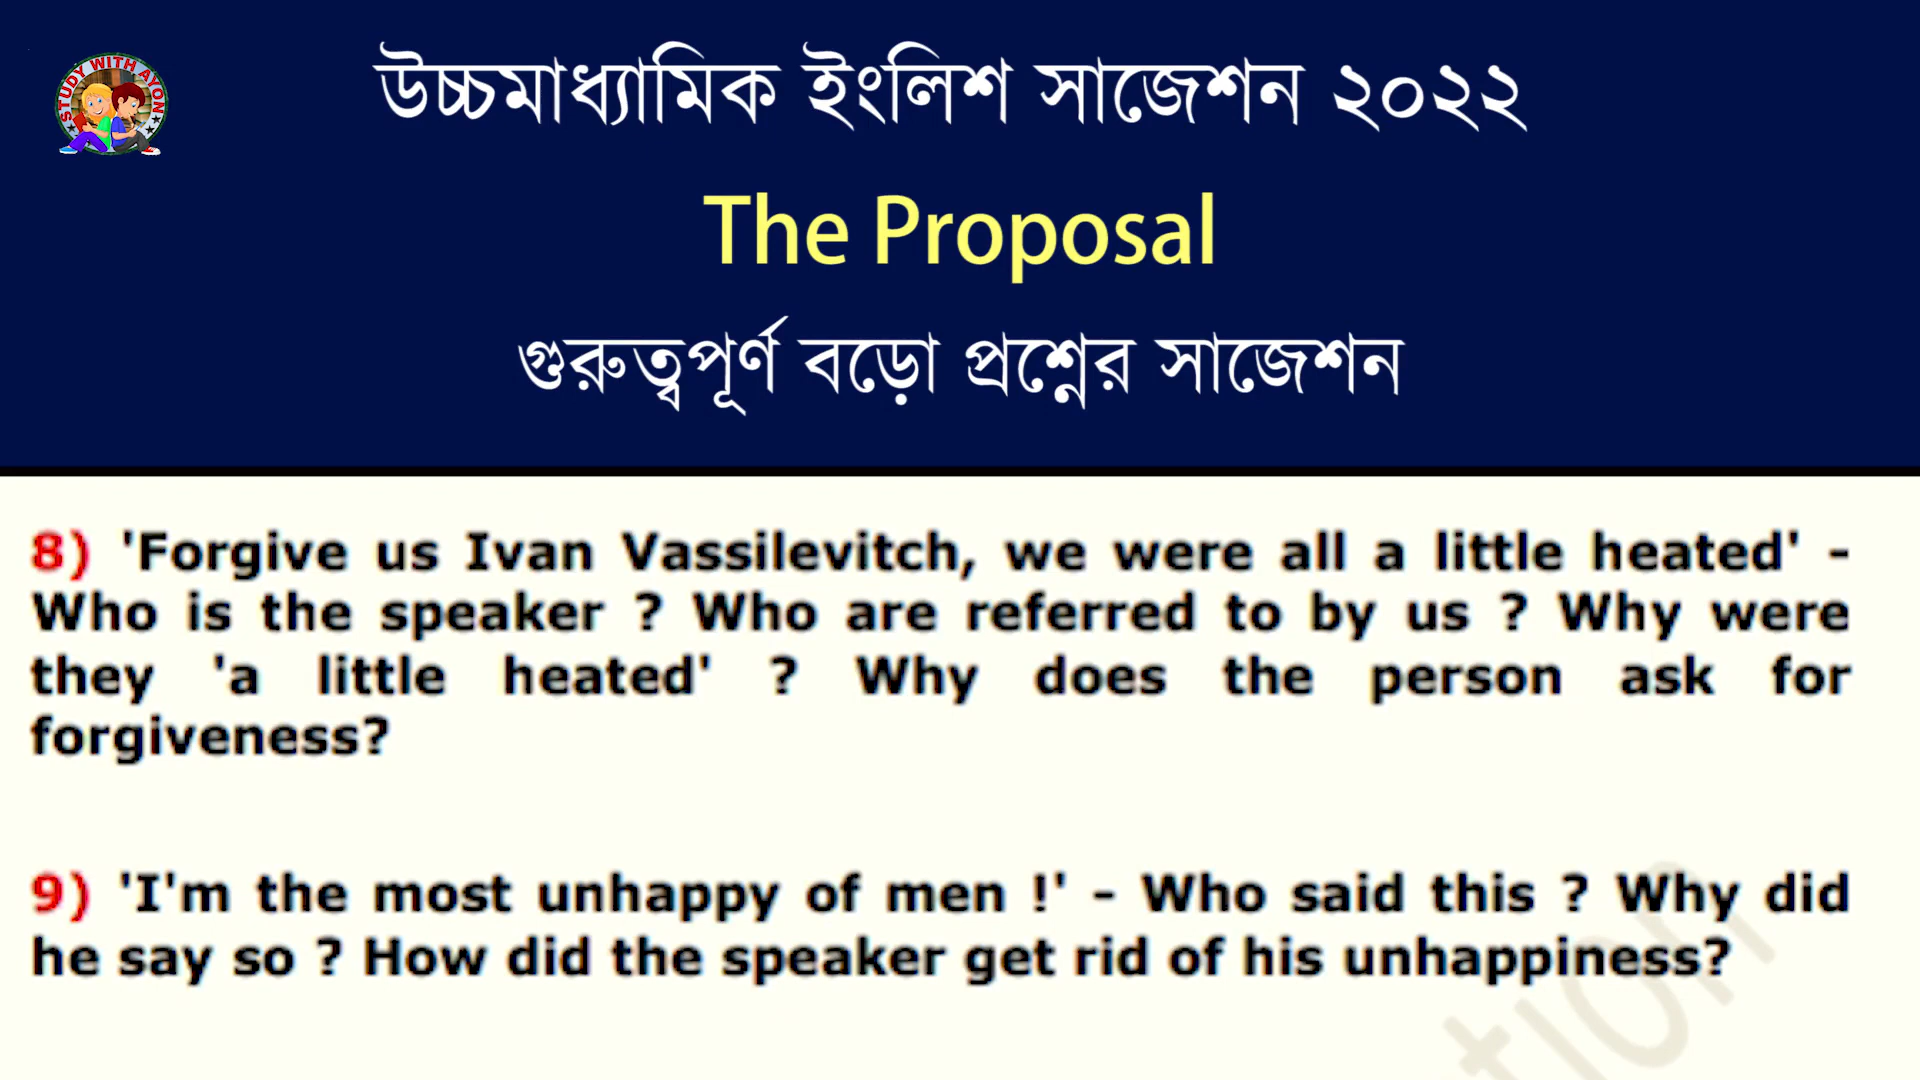 STUDY WITH AYON
উচ্চমাধ্যামিক ইংলিশ সাজেশন ২০২২
The Proposal
গুরুত্বপূর্ণ বড়ো প্রশ্নের সাজেশন
8) 'Forgive us Ivan Vassilevitch, we were all a little heated' -
Who is the speaker ? Who are referred to by us ? Why were
they 'a little heated' ? Why does the person ask for
forgiveness?
9) 'I'm the most unhappy of men !' - Who said this ? Why did
he say so ? How did the speaker get rid of his unhappiness?